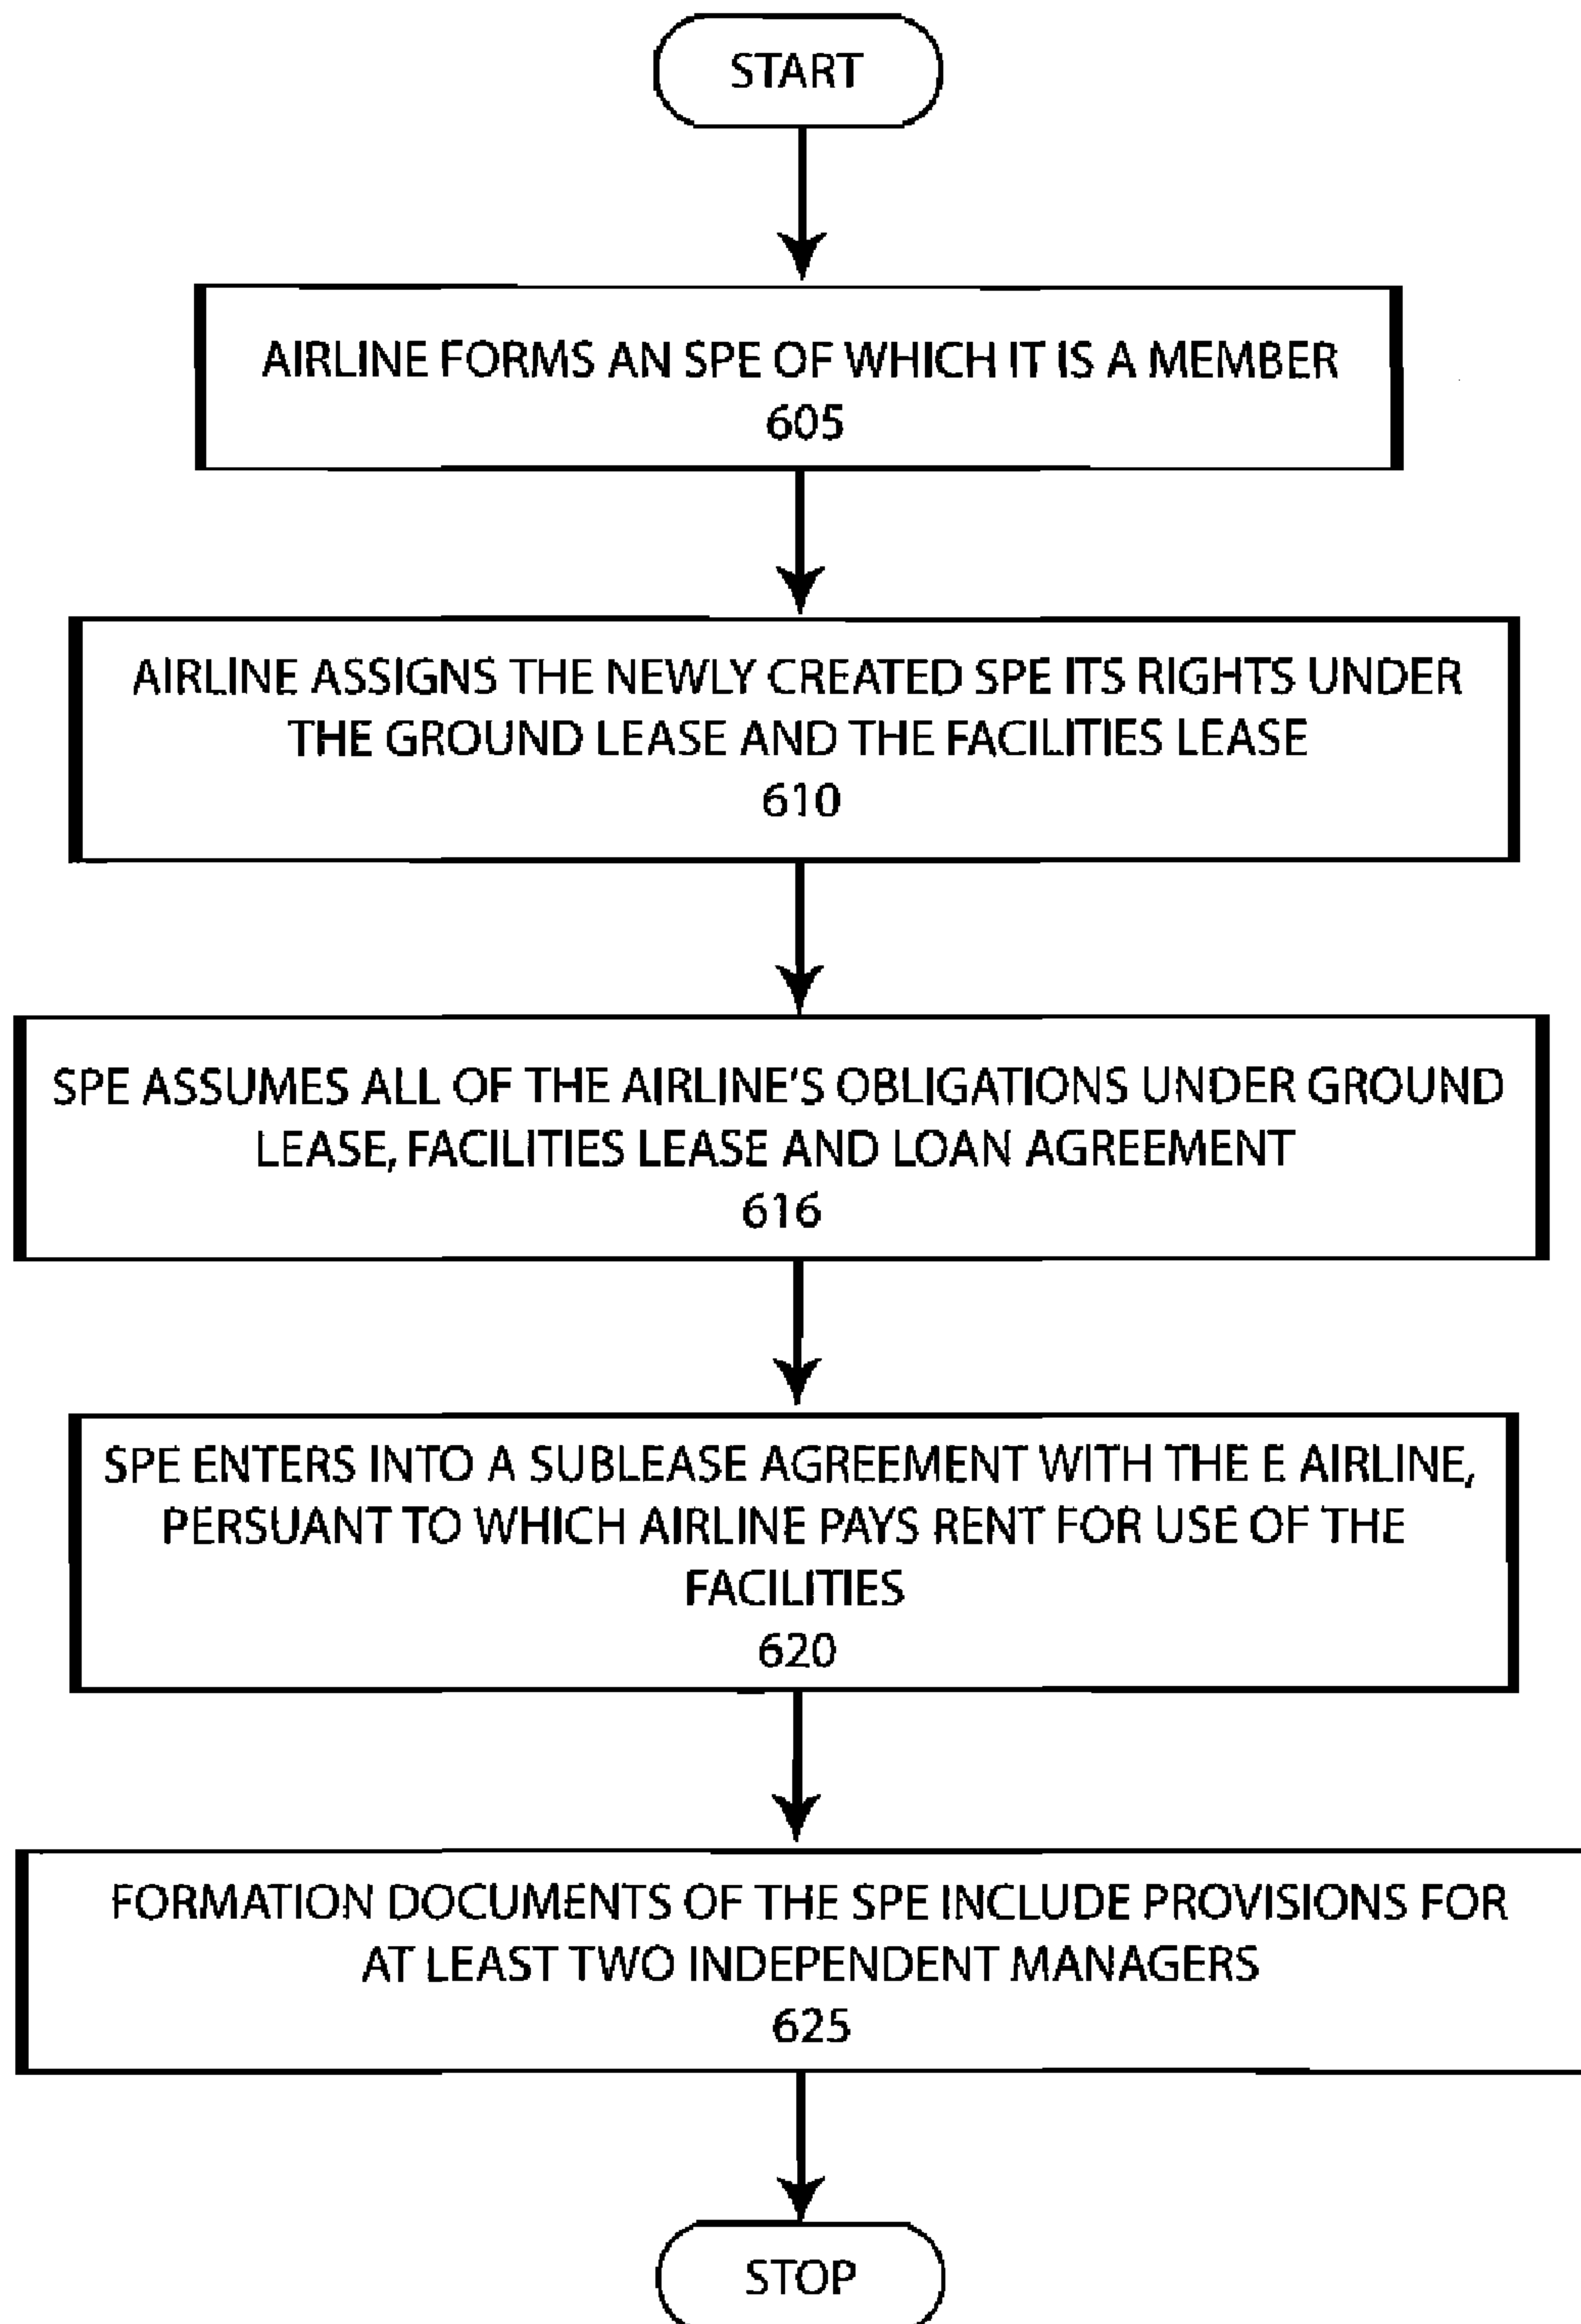 START
AIRLINE FORMS AN SPE OF WHICH IT IS A MEMBER
605
AIRLINE ASSIGNS THE NEWLY CREATED SPE ITS RIGHTS UNDER
THE GROUND LEASE AND THE FACILITIES LEASE
610
SPE ASSUMES ALL OF THE AIRLINE'S OBLIGATIONS UNDER GROUND
LEASE, FACILITIES LEASE AND LOAN AGREEMENT
616
SPE ENTERS INTO A SUBLEASE AGREEMENT WITH THE E AIRLINE,
PERSUANT TO WHICH AIRLINE PAYS RENT FOR USE OF THE
FACILITIES
620
FORMATION DOCUMENTS OF THE SPE INCLUDE PROVISIONS FOR
AT LEAST TWO INDEPENDENT MANAGERS
625
STOP